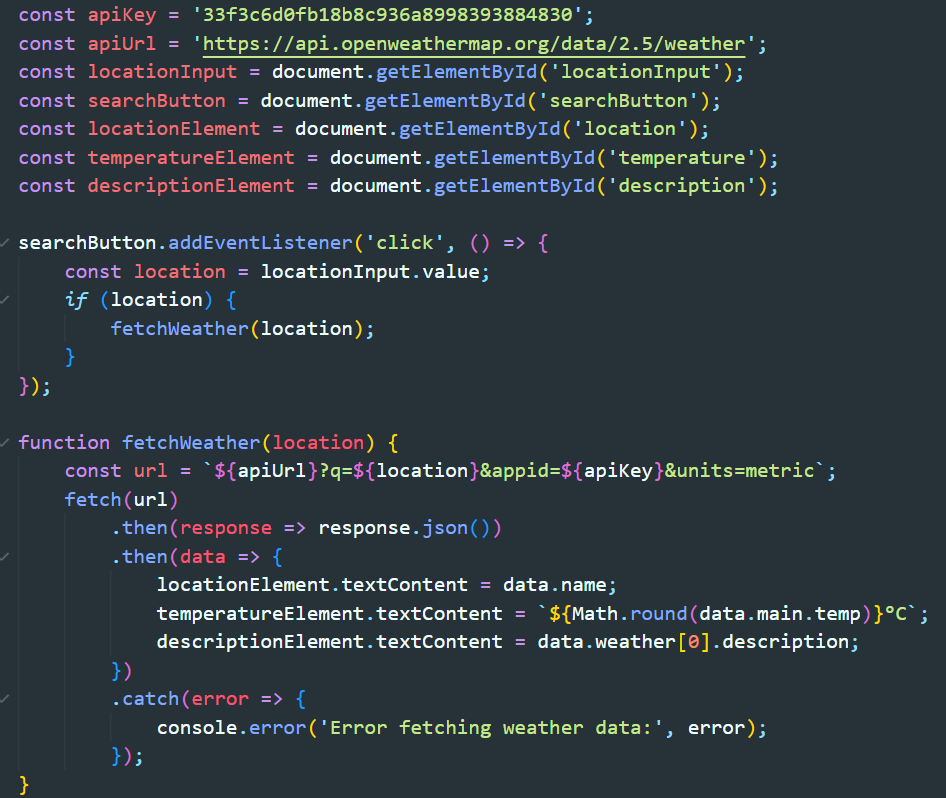 const apiKey = '33f3c6d0fb18b8c936a8998393884830';
const apiUrl = 'https://api.openweathermap.org/data/2.5/weather';
const locationInput = document.getElementById('locationInput');
const searchButton = document.getElementById('searchButton');
const locationElement = document.getElementById('location');
const temperatureElement = document.getElementById('temperature');
const descriptionElement = document.getElementById('description');

searchButton.addEventListener('click', () => {
    const location = locationInput.value;
    if (location) {
        fetchWeather(location);
    }
});

function fetchWeather(location) {
    const url = `${apiUrl}?q=${location}&appid=${apiKey}&units=metric`;
    fetch(url)
        .then(response => response.json())
        .then(data => {
            locationElement.textContent = data.name;
            temperatureElement.textContent = `${Math.round(data.main.temp)}°C`;
            descriptionElement.textContent = data.weather[0].description;
        })
        .catch(error => {
            console.error('Error fetching weather data:', error);
        });
}